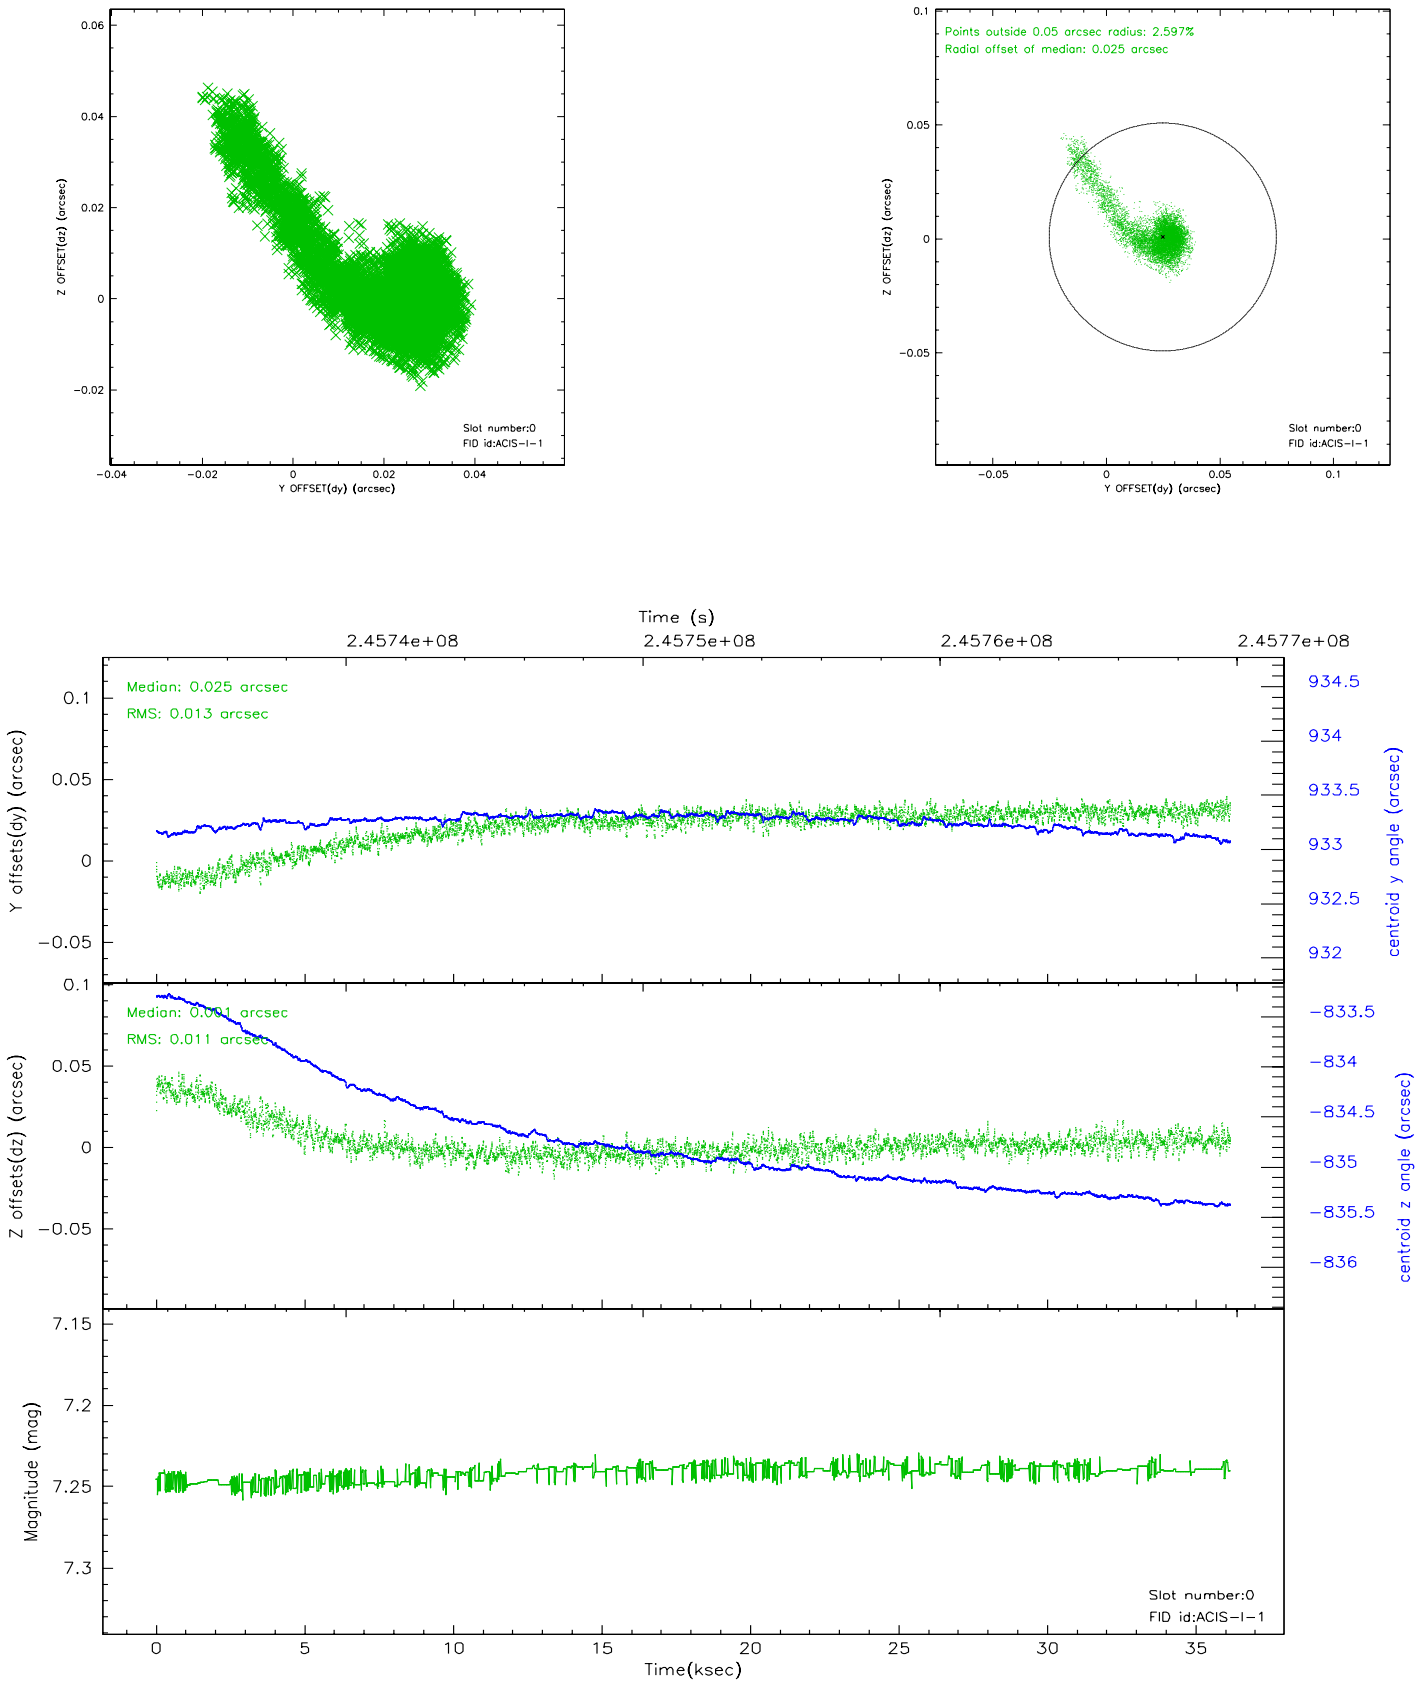 0.06
0.04
0.02
0
−0.02
Z OFFSET(dz) (arcsec)
Slot number:0
FID id:ACIS−I−1
−0.04
−0.02
0
0.02
0.04
Y OFFSET(dy) (arcsec)
0.1
0.05
0
−0.05
Z OFFSET(dz) (arcsec)
Points outside 0.05 arcsec radius: 2.597%
Radial offset of median: 0.025 arcsec
Slot number:0
FID id:ACIS−I−1
−0.05
0
0.05
0.1
Y OFFSET(dy) (arcsec)
Time (s)
2.4574e+08
2.4575e+08
2.4576e+08
2.4577e+08
Median: 0.025 arcsec
RMS: 0.013 arcsec
0.1
0.05
0
−0.05
Y offsets(dy) (arcsec)
934.5
934
933.5
933
932.5
932
centroid y angle (arcsec)
Median: 0.001 arcsec
RMS: 0.011 arcsec
0.1
0.05
0
−0.05
Z offsets(dz) (arcsec)
−833.5
−834
−834.5
−835
−835.5
−836
centroid z angle (arcsec)
7.15
7.2
7.25
7.3
Magnitude (mag)
Slot number:0
FID id:ACIS−I−1
0
5
10
15
20
25
30
35
Time(ksec)